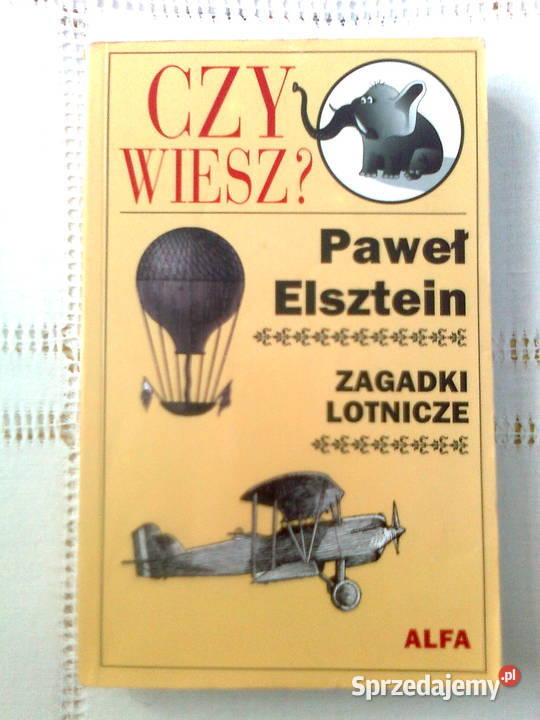 CZY
WIESZ?
Paweł
Elsztein
ZAGADKI
LOTNICZE
ALFA
Sprzedajemy.pl